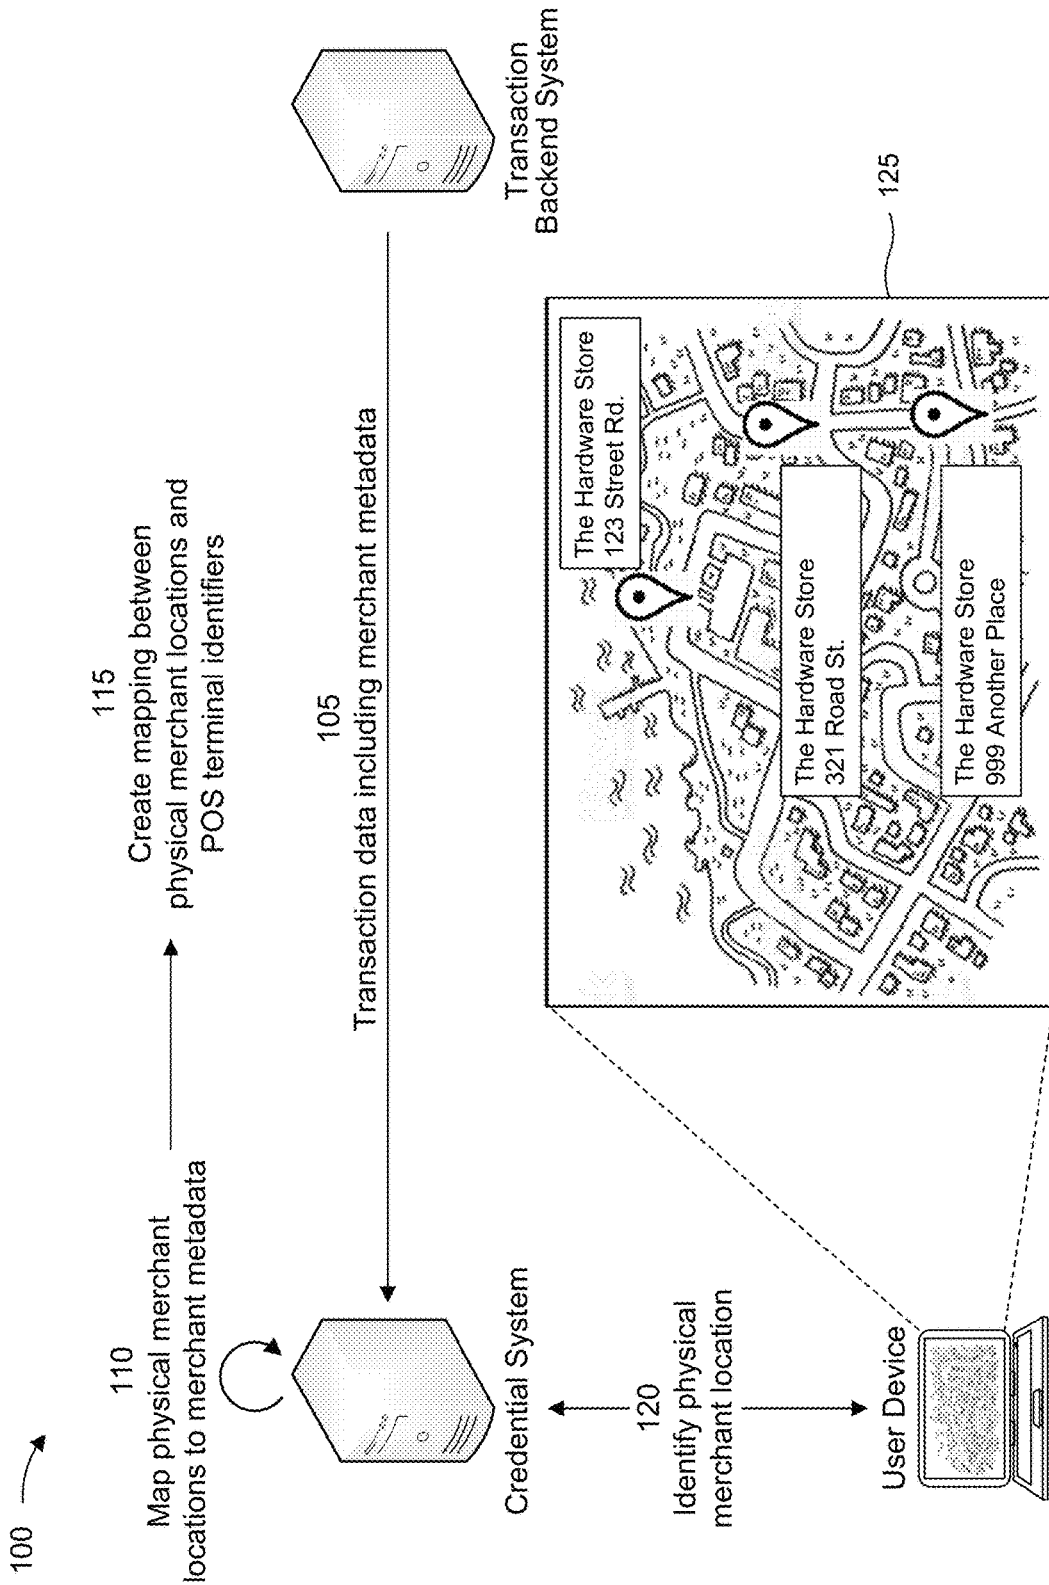 100
110
Map physical merchant
locations to merchant metadata
115
Create mapping between
physical merchant locations and
POS terminal identifiers
105
Transaction data including merchant metadata
Credential System
Transaction
Backend System
120
Identify physical
merchant location
User Device
The Hardware Store
123 Street Rd.
The Hardware Store
321 Road St.
The Hardware Store
999 Another Place
125